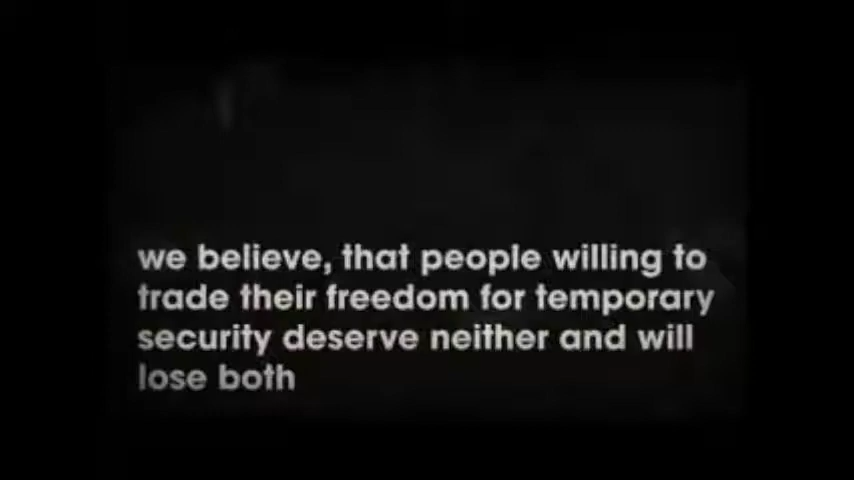 we believe, that people willing to
trade their freedom for temporary
security deserve neither and will
lose both